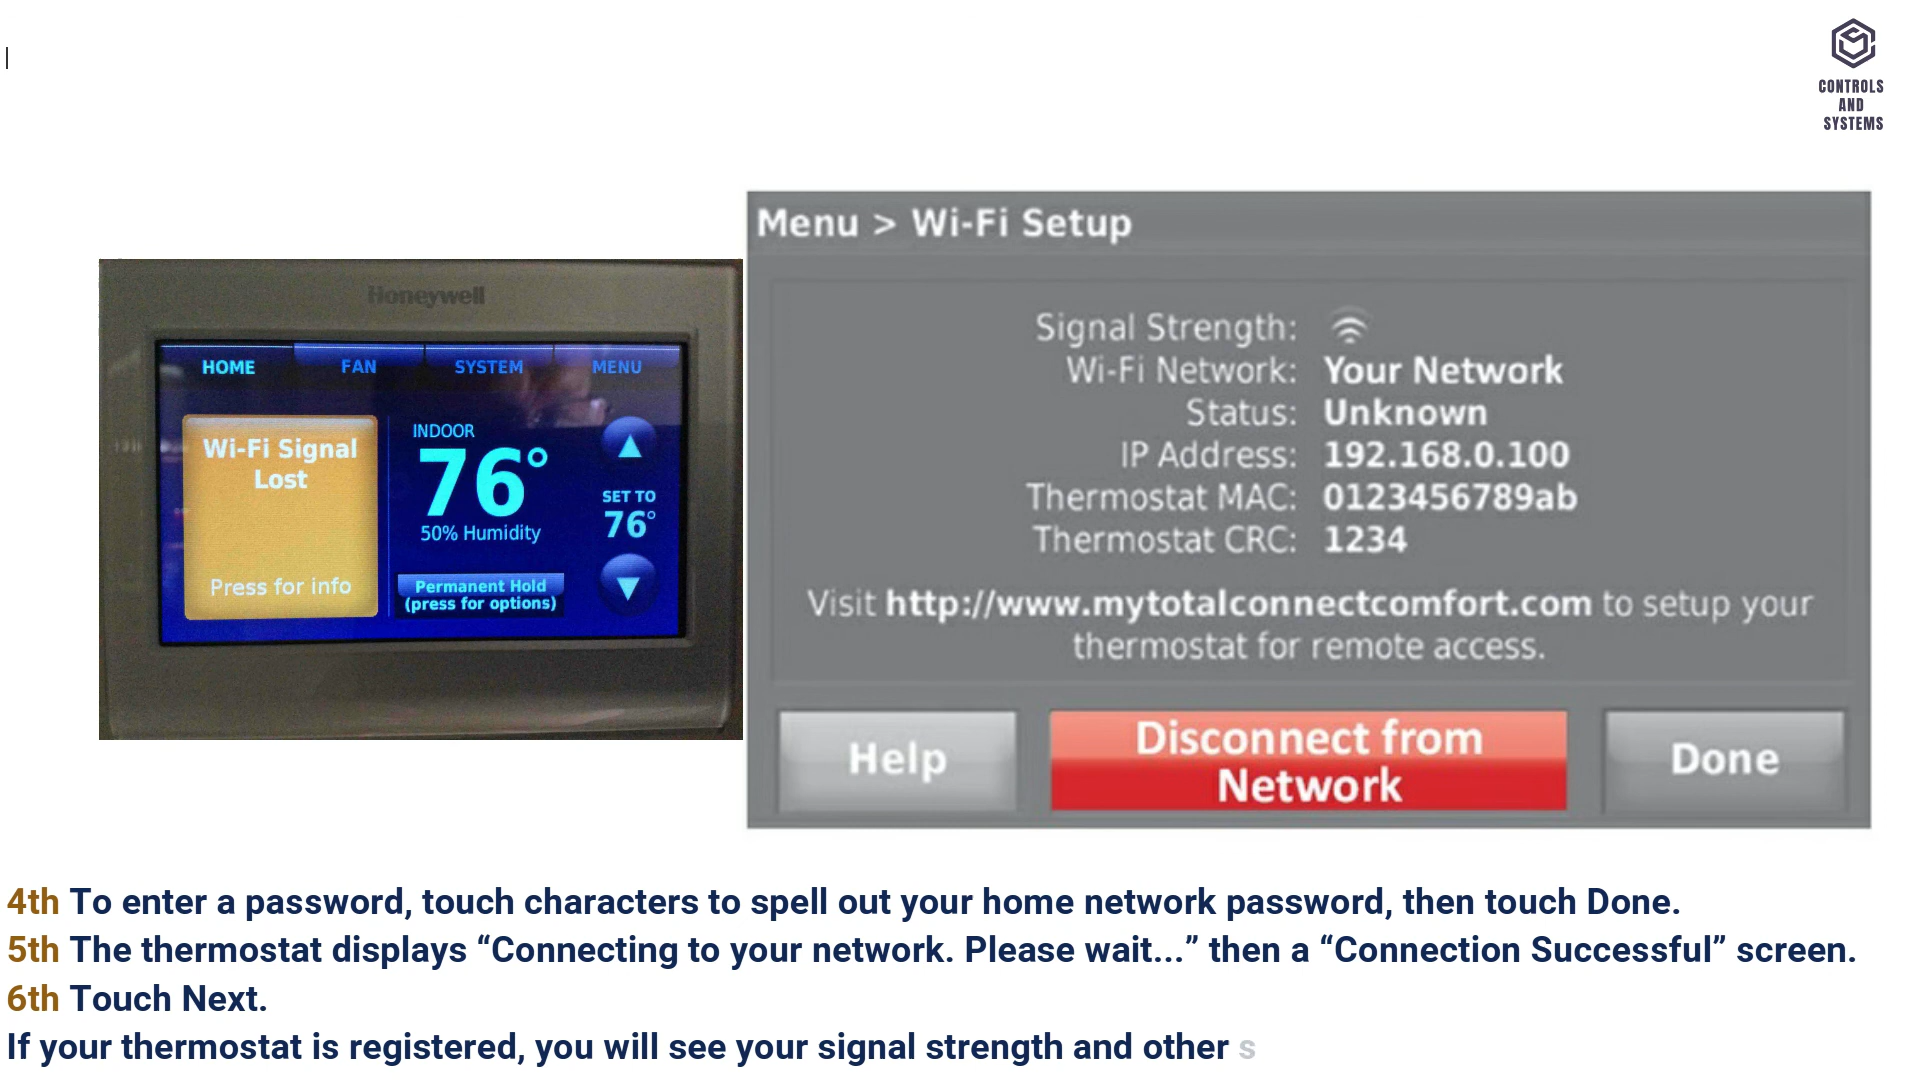 CONTROLS
AND
SYSTEMS
Honeywell
HOME FAN SYSTEM MENU
Wi-Fi Signal
Lost
Press for info
INDOOR
76°
50% Humidity
Permanent Hold
(press for options)
SET TO
76°
Menu > Wi-Fi Setup
Signal Strength:
Wi-Fi Network: Your Network
Status: Unknown
IP Address: 192.168.0.100
Thermostat MAC: 0123456789ab
Thermostat CRC: 1234
Visit http://www.mytotalconnectcomfort.com to setup your
thermostat for remote access.
Help
Disconnect from
Network
Done
4th To enter a password, touch characters to spell out your home network password, then touch Done.
5th The thermostat displays “Connecting to your network. Please wait...” then a “Connection Successful” screen.
6th Touch Next.
If your thermostat is registered, you will see your signal strength and other s